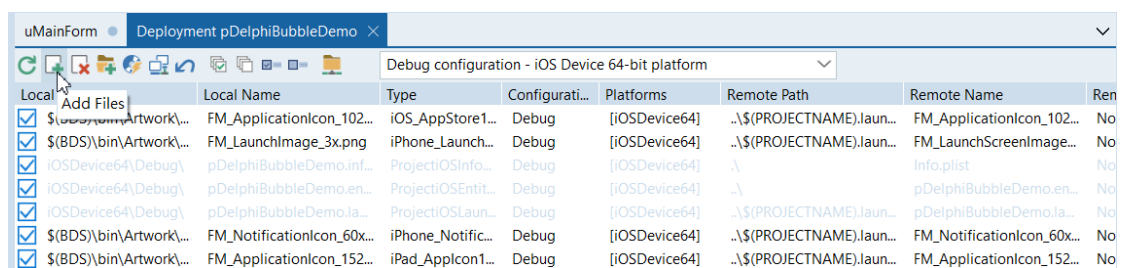 uMainForm Deployment pDelphiBubbleDemo
Debug configuration - iOS Device 64-bit platform
Add Files
Local Local Name Type Configurati... Platforms Remote Path Remote Name Ren
$(BDS)\bin\Artwork\... FM_ApplicationIcon_102... iOS_AppStore1... Debug [iOSDevice64] ..\$(PROJECTNAME).laun... FM_ApplicationIcon_102... No
$(BDS)\bin\Artwork\... FM_LaunchImage_3x.png iPhone_Launch... Debug [iOSDevice64] ..\$(PROJECTNAME).laun... FM_LaunchScreenImage... No
iOSDevice64\Debug\ pDelphiBubbleDemo.inf... ProjectiOSInfo... Debug [iOSDevice64] .\ Info.plist No
iOSDevice64\Debug\ pDelphiBubbleDemo.en... ProjectiOSEntit... Debug [iOSDevice64] ..\ pDelphiBubbleDemo.en... No
iOSDevice64\Debug\ pDelphiBubbleDemo.la... ProjectiOSLaun... Debug [iOSDevice64] ..\$(PROJECTNAME).laun... pDelphiBubbleDemo.la... No
$(BDS)\bin\Artwork\... FM_NotificationIcon_60x... iPhone_Notific... Debug [iOSDevice64] ..\$(PROJECTNAME).laun... FM_NotificationIcon_60x... No
$(BDS)\bin\Artwork\... FM_ApplicationIcon_152... iPad_AppIcon1... Debug [iOSDevice64] ..\$(PROJECTNAME).laun... FM_ApplicationIcon_152... No